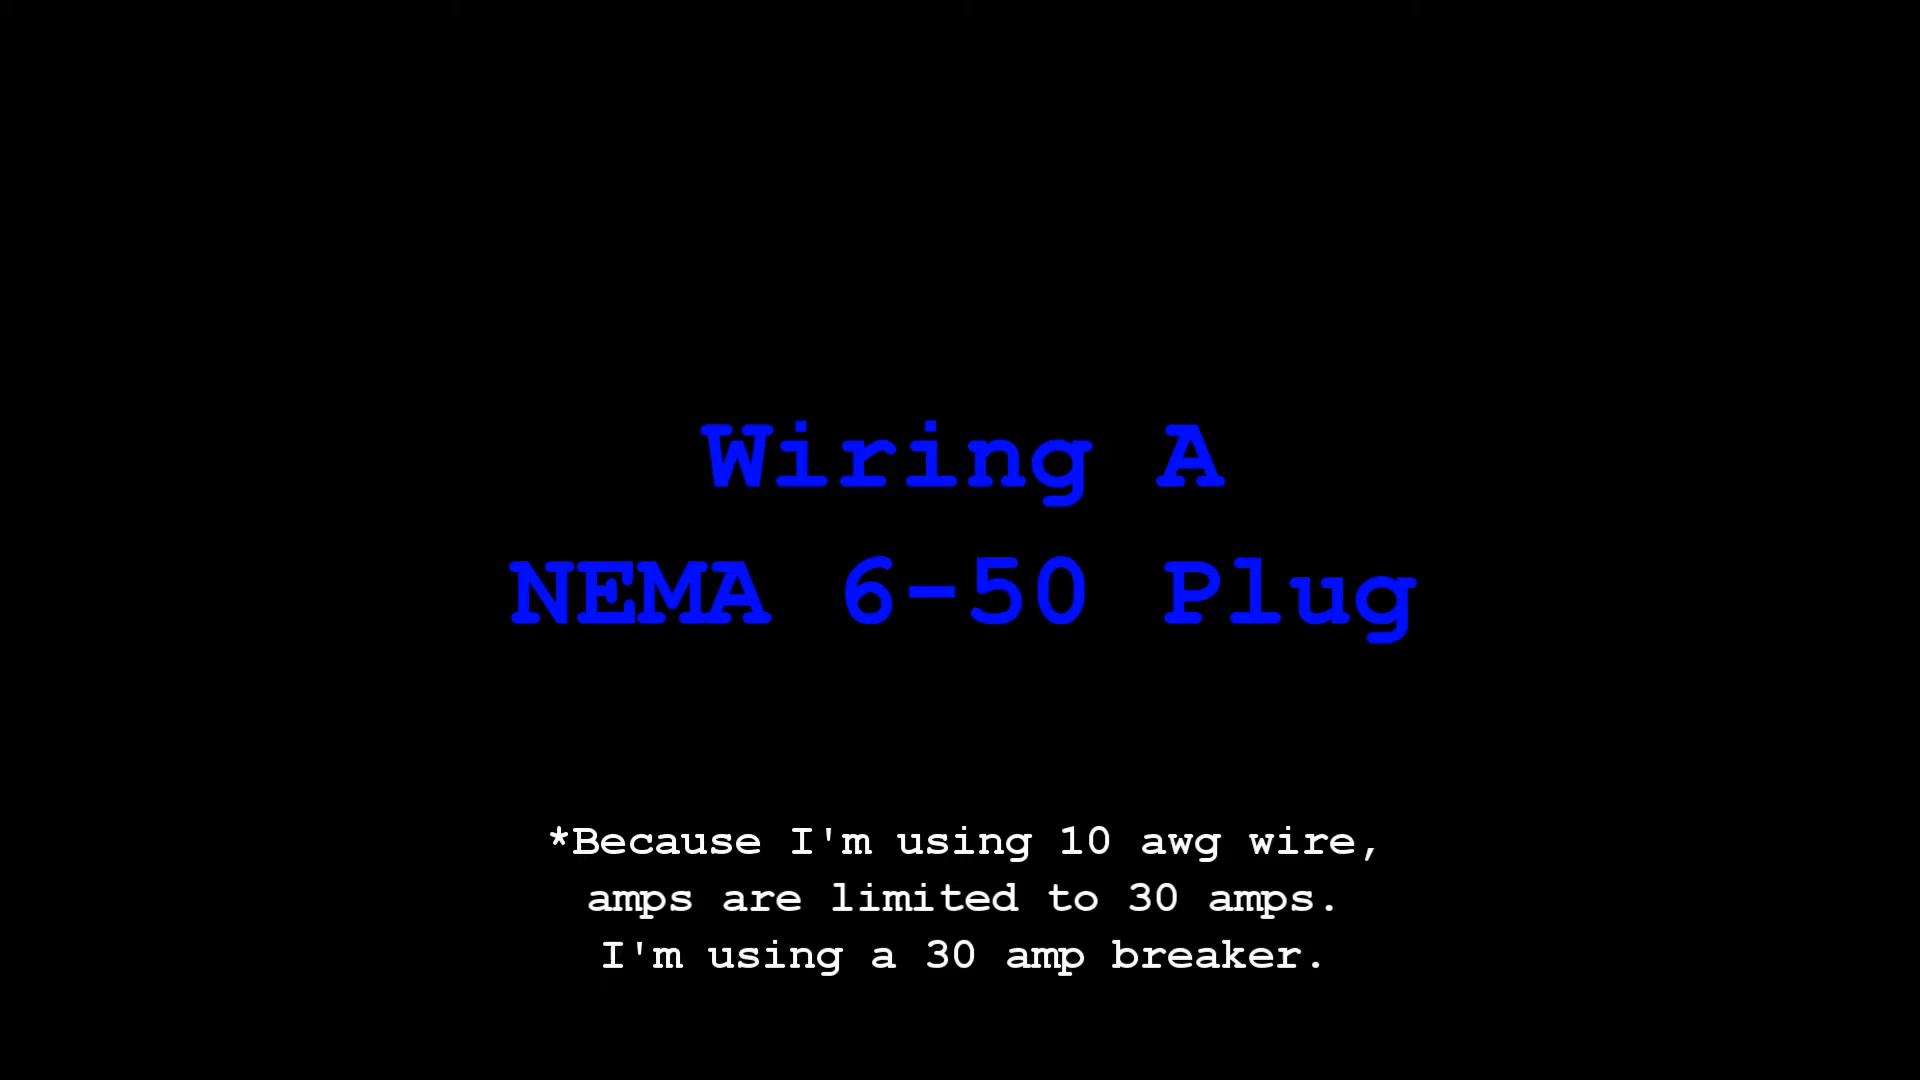 Wiring A
NEMA 6-50 Plug
*Because I'm using 10 awg wire,
amps are limited to 30 amps.
I'm using a 30 amp breaker.